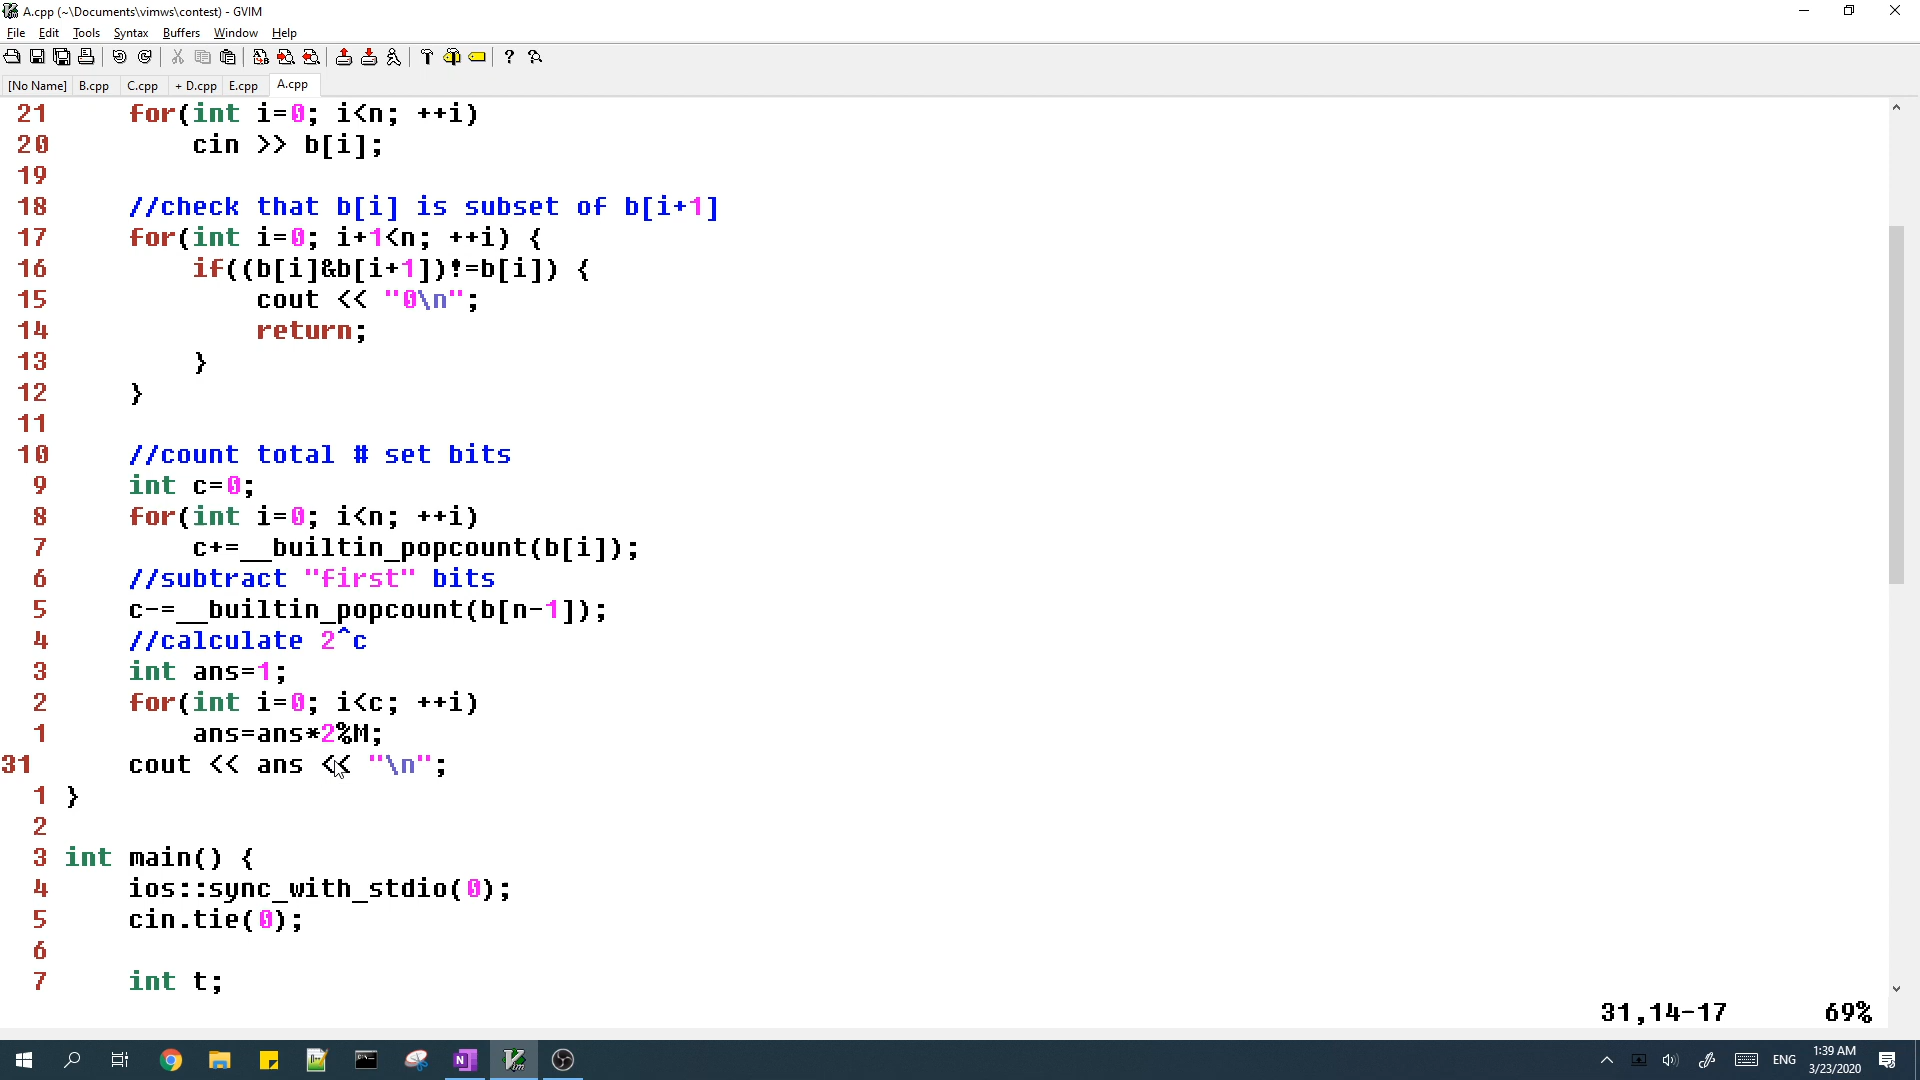 A.cpp (~\Documents\vimws\contest) - GVIM
File Edit Tools Syntax Buffers Window Help
[No Name] B.cpp C.cpp + D.cpp E.cpp A.cpp
21 for(int i=0; i<n; ++i)
20 cin >> b[i];
19
18 //check that b[i] is subset of b[i+1]
17 for(int i=0; i+1<n; ++i) {
16 if((b[i]&b[i+1])!=b[i]) {
15 cout << "0\n";
14 return;
13 }
12 }
11
10 //count total # set bits
9 int c=0;
8 for(int i=0; i<n; ++i)
7 c+=__builtin_popcount(b[i]);
6 //subtract "first" bits
5 c-=__builtin_popcount(b[n-1]);
4 //calculate 2^c
3 int ans=1;
2 for(int i=0; i<c; ++i)
1 ans=ans*2%M;
31 cout << ans << "\n";
1 }
2
3 int main() {
4 ios::sync_with_stdio(0);
5 cin.tie(0);
6
7 int t;
31,14-17 69%
ENG 1:39 AM
3/23/2020